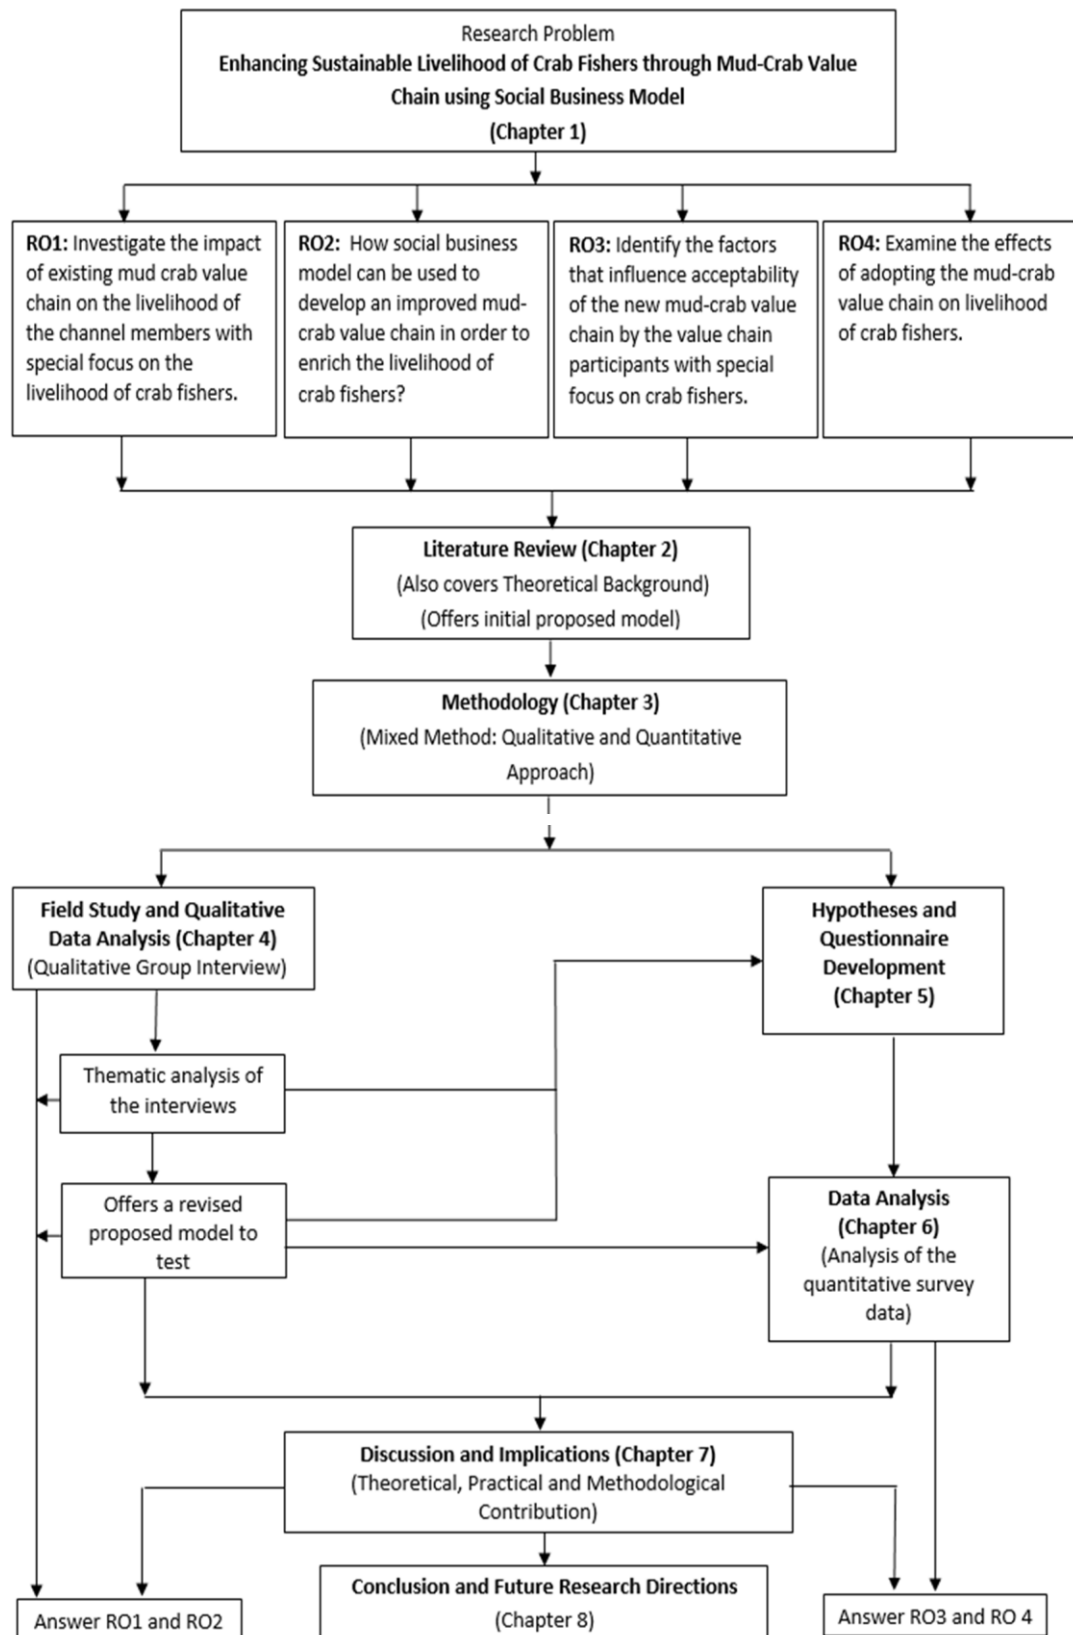 Research Problem
Enhancing Sustainable Livelihood of Crab Fishers through Mud-Crab Value
Chain using Social Business Model
(Chapter 1)
RO1: Investigate the impact
of existing mud crab value
chain on the livelihood of
the channel members with
special focus on the
livelihood of crab fishers.
RO2: How social business
model can be used to
develop an improved mud-
crab value chain in order to
enrich the livelihood of
crab fishers?
RO3: Identify the factors
that influence acceptability
of the new mud-crab value
chain by the value chain
participants with special
focus on crab fishers.
RO4: Examine the effects
of adopting the mud-crab
value chain on livelihood
of crab fishers.
Literature Review (Chapter 2)
(Also covers Theoretical Background)
(Offers initial proposed model)
Methodology (Chapter 3)
(Mixed Method: Qualitative and Quantitative
Approach)
Field Study and Qualitative
Data Analysis (Chapter 4)
(Qualitative Group Interview)
Hypotheses and
Questionnaire
Development
(Chapter 5)
Thematic analysis of
the interviews
Offers a revised
proposed model to
test
Data Analysis
(Chapter 6)
(Analysis of the
quantitative survey
data)
Discussion and Implications (Chapter 7)
(Theoretical, Practical and Methodological
Contribution)
Conclusion and Future Research Directions
(Chapter 8)
Answer RO1 and RO2
Answer RO3 and RO 4